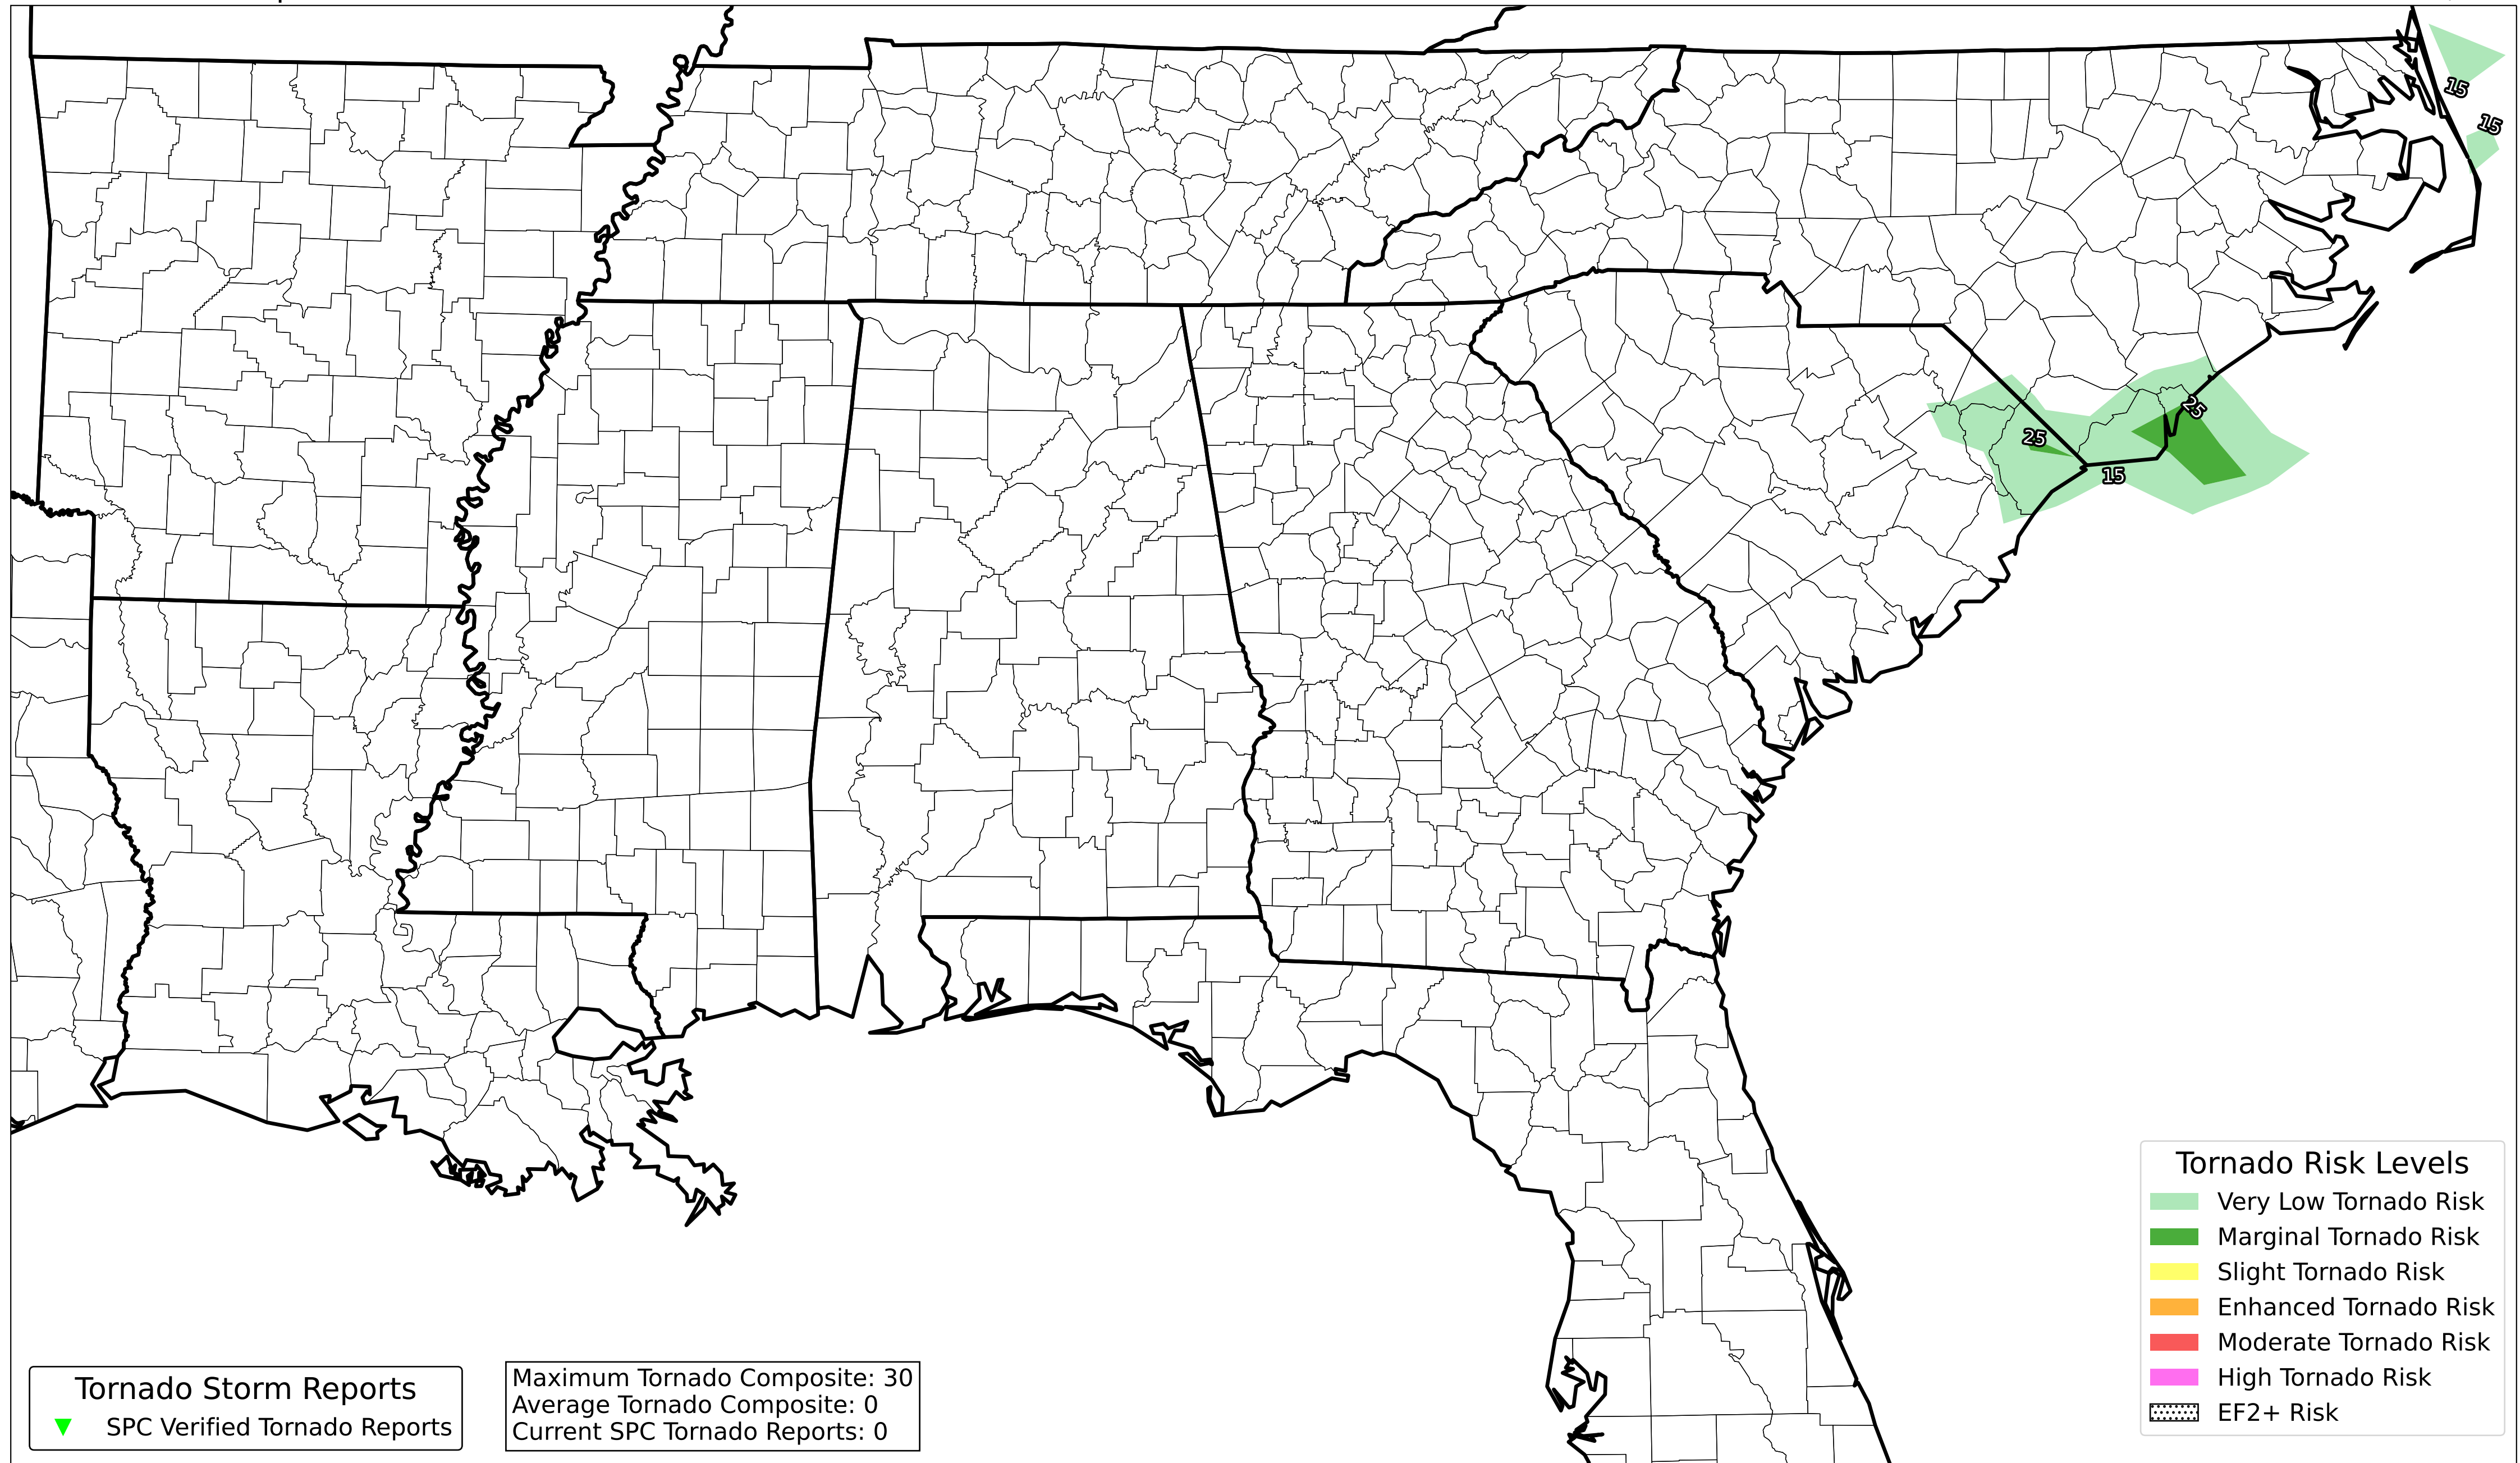 15
15
25
25
15
Tornado Risk Levels
Very Low Tornado Risk
Marginal Tornado Risk
Slight Tornado Risk
Enhanced Tornado Risk
Moderate Tornado Risk
High Tornado Risk
EF2+ Risk
Tornado Storm Reports
SPC Verified Tornado Reports
Maximum Tornado Composite: 30
Average Tornado Composite: 0
Current SPC Tornado Reports: 0